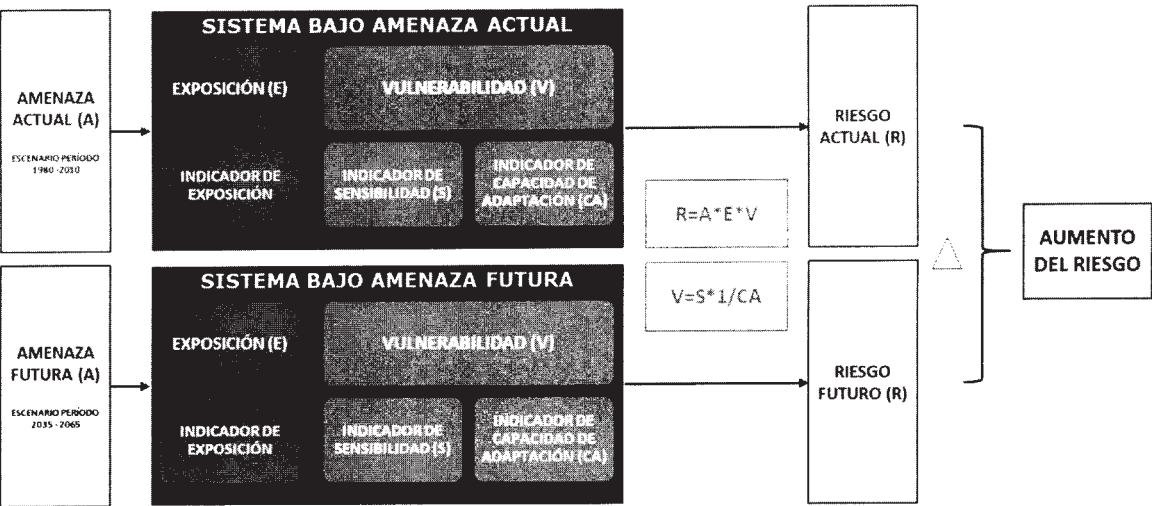 AMENAZA
ACTUAL (A)
ESCENARIO PERÍODO
1980 -2010
SISTEMA BAJO AMENAZA ACTUAL
EXPOSICIÓN (E)
VULNERABILIDAD (V)
INDICADOR DE
EXPOSICIÓN
INDICADOR DE
SENSIBILIDAD (S)
INDICADOR DE
CAPACIDAD DE
ADAPTACIÓN (CA)
RIESGO
ACTUAL (R)
R=A*E*V
V=S*1/CA
△
AUMENTO
DEL RIESGO
AMENAZA
FUTURA (A)
ESCENARIO PERÍODO
2035 -2065
SISTEMA BAJO AMENAZA FUTURA
EXPOSICIÓN (E)
VULNERABILIDAD (V)
INDICADOR DE
EXPOSICIÓN
INDICADOR DE
SENSIBILIDAD (S)
INDICADOR DE
CAPACIDAD DE
ADAPTACIÓN (CA)
RIESGO
FUTURO (R)